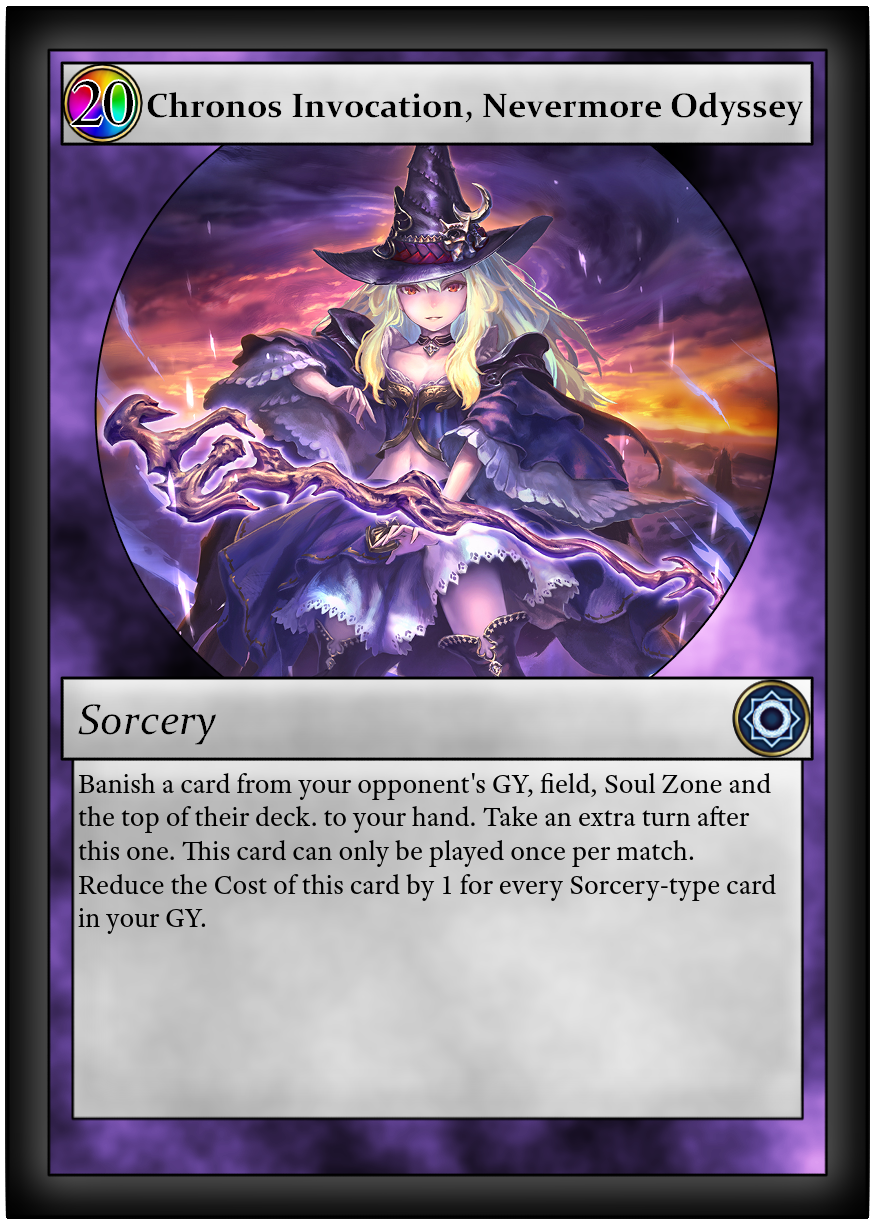 20 Chronos Invocation, Nevermore Odyssey
Sorcery
Banish a card from your opponent's GY, field, Soul Zone and
the top of their deck. to your hand. Take an extra turn after
this one. This card can only be played once per match.
Reduce the Cost of this card by 1 for every Sorcery-type card
in your GY.